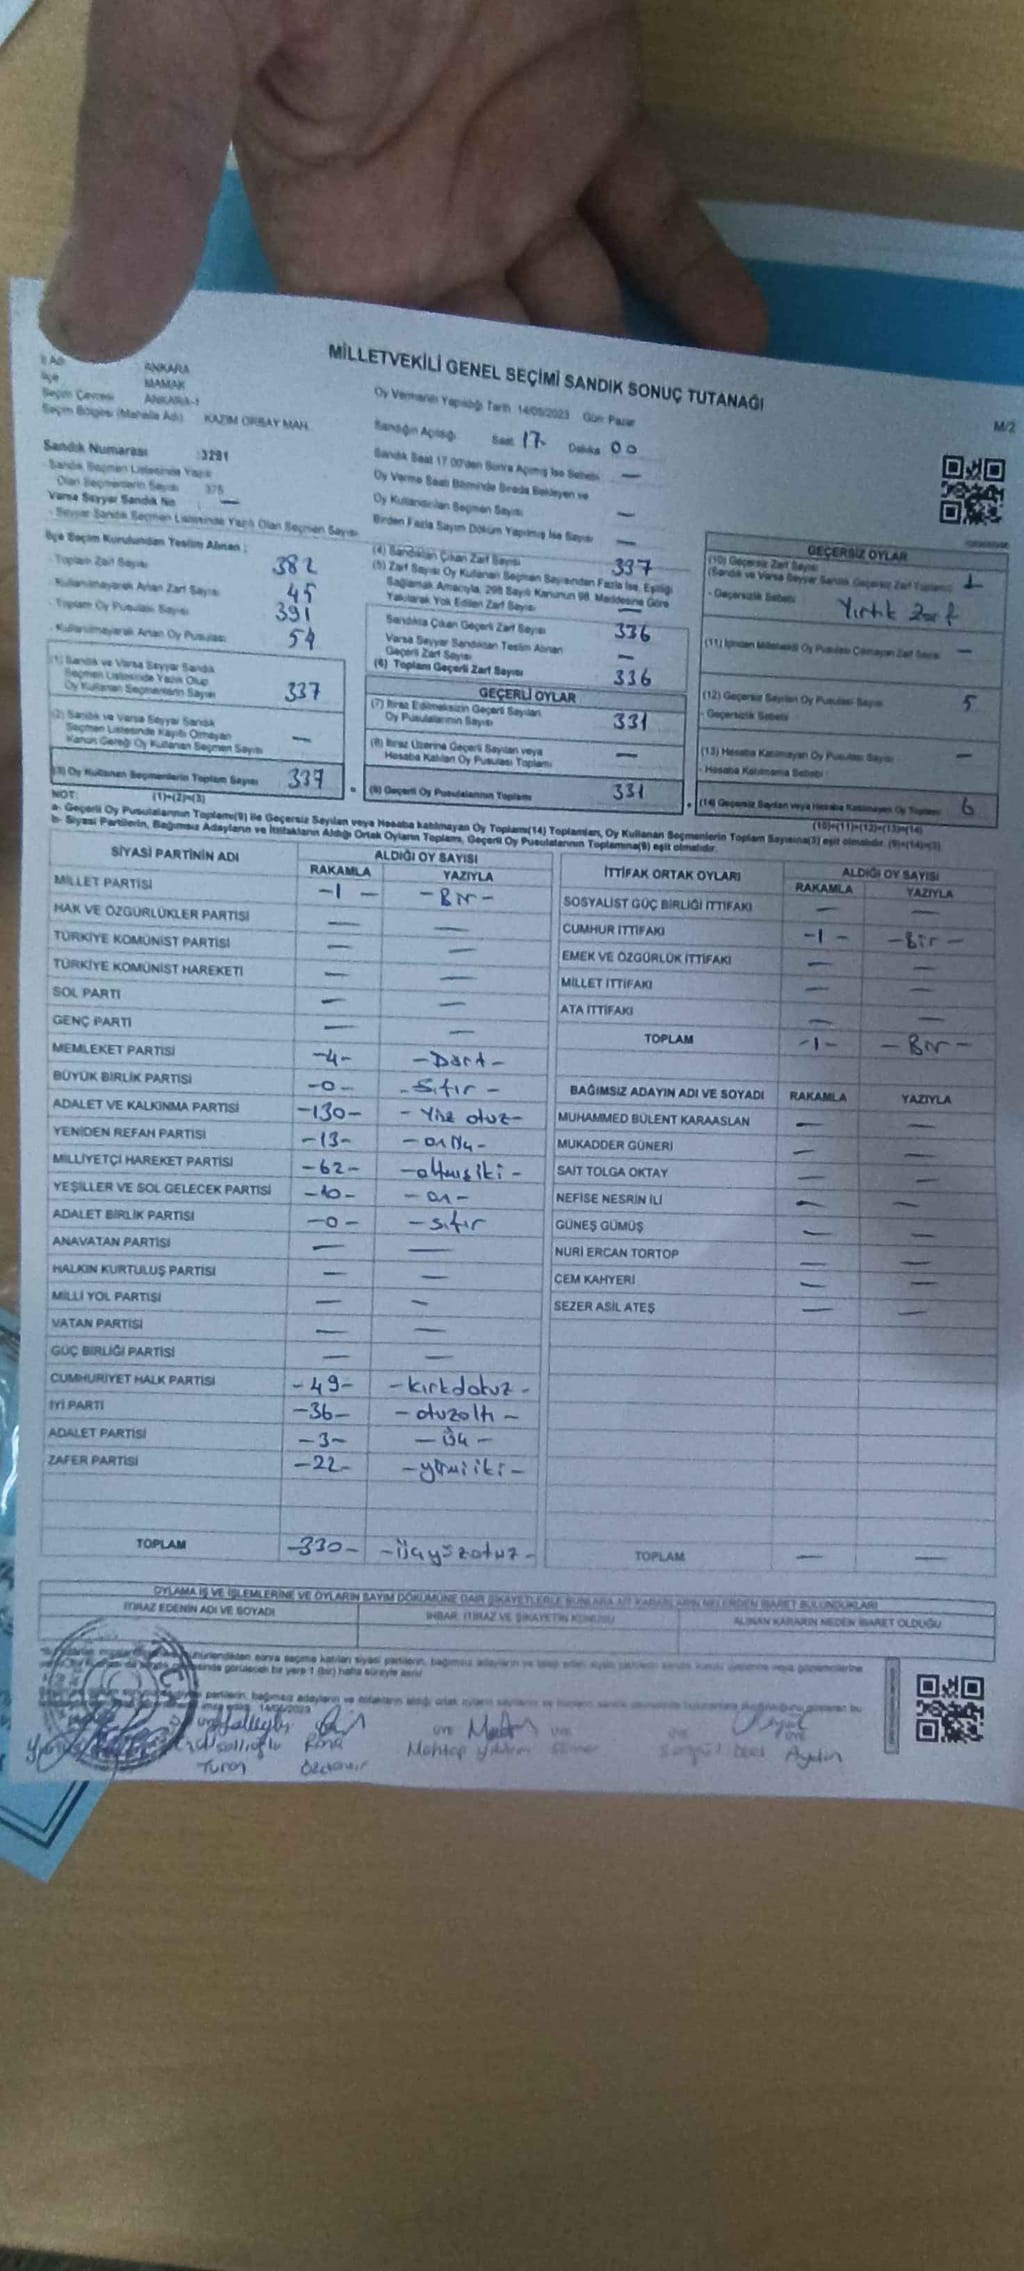 MİLLETVEKİLİ GENEL SEÇİMİ SANDIK SONUÇ TUTANAĞI
M/2
İl Adı ANKARA
İlçe MAMAK
Seçim Çevresi ANKARA-1
Seçim Bölgesi (Mahalle Adı) KAZIM ORBAY MAH.
Oy Vermenin Yapıldığı Tarih 14/05/2023 Gün Pazar
Sandığın Açılışı Saat 17 Dakika 00
Sandık Saat 17.00'den Sonra Açılmış İse Sebebi —
Oy Verme Saati Bitiminde Sırada Bekleyen ve
Oy Kullandırılan Seçmen Sayısı —
Birden Fazla Sayım Döküm Yapılmış İse Sayısı —
Sandık Numarası :3291
- Sandık Seçmen Listesinde Yazılı
Olan Seçmenlerin Sayısı 375
Varsa Seyyar Sandık No : —
- Seyyar Sandık Seçmen Listesinde Yazılı Olan Seçmen Sayısı
İlçe Seçim Kurulundan Teslim Alınan :
- Toplam Zarf Sayısı 382
- Kullanılmayarak Artan Zarf Sayısı 45
- Toplam Oy Pusulası Sayısı 391
- Kullanılmayarak Artan Oy Pusulası 54
(1) Sandık ve Varsa Seyyar Sandık
Seçmen Listesinde Yazılı Olup
Oy Kullanan Seçmenlerin Sayısı 337
(2) Sandık ve Varsa Seyyar Sandık
Seçmen Listesinde Kayıtlı Olmayan
Kanun Gereği Oy Kullanan Seçmen Sayısı —
(3) Oy Kullanan Seçmenlerin Toplam Sayısı 337
(1)+(2)=(3)
(4) Sandıktan Çıkan Zarf Sayısı 337
(5) Zarf Sayısı Oy Kullanan Seçmen Sayısından Fazla İse, Eşitliği
Sağlamak Amacıyla, 298 Sayılı Kanunun 98. Maddesine Göre
Yakılarak Yok Edilen Zarf Sayısı —
Sandıkta Çıkan Geçerli Zarf Sayısı 336
Varsa Seyyar Sandıktan Teslim Alınan
Geçerli Zarf Sayısı —
(6) Toplam Geçerli Zarf Sayısı 336
GEÇERLİ OYLAR
(7) İtiraz Edilmeksizin Geçerli Sayılan
Oy Pusulalarının Sayısı 331
(8) İtiraz Üzerine Geçerli Sayılan veya
Hesaba Katılan Oy Pusulası Toplamı —
(9) Geçerli Oy Pusulalarının Toplamı 331
GEÇERSİZ OYLAR
(10) Geçersiz Zarf Sayısı
(Sandık ve Varsa Seyyar Sandık Geçersiz Zarf Toplamı) 1
- Geçersizlik Sebebi Yırtık Zarf
(11) İçinden Milletvekili Oy Pusulası Çıkmayan Zarf Sayısı —
(12) Geçersiz Sayılan Oy Pusulası Sayısı 5
- Geçersizlik Sebebi :
(13) Hesaba Katılmayan Oy Pusulası Sayısı —
- Hesaba Katılmama Sebebi :
(14) Geçersiz Sayılan veya Hesaba Katılmayan Oy Toplamı 6
(10)+(11)+(12)+(13)=(14)
NOT:
a- Geçerli Oy Pusulalarının Toplamı(9) ile Geçersiz Sayılan veya Hesaba katılmayan Oy Toplamı(14) Toplamları, Oy Kullanan Seçmenlerin Toplam Sayısına(3) eşit olmalıdır. (9)+(14)=(3)
b- Siyasi Partilerin, Bağımsız Adayların ve İttifakların Aldığı Ortak Oyların Toplamı, Geçerli Oy Pusulalarının Toplamına(9) eşit olmalıdır.
SİYASİ PARTİNİN ADI ALDIĞI OY SAYISI
RAKAMLA YAZIYLA
MİLLET PARTİSİ -1- -Bir-
HAK VE ÖZGÜRLÜKLER PARTİSİ — —
TÜRKİYE KOMÜNİST PARTİSİ — —
TÜRKİYE KOMÜNİST HAREKETİ — —
SOL PARTİ — —
GENÇ PARTİ — —
MEMLEKET PARTİSİ -4- -Dört-
BÜYÜK BİRLİK PARTİSİ -0- -Sıfır-
ADALET VE KALKINMA PARTİSİ -130- -Yüz otuz-
YENİDEN REFAH PARTİSİ -13- -on üç-
MİLLİYETÇİ HAREKET PARTİSİ -62- -altmışiki-
YEŞİLLER VE SOL GELECEK PARTİSİ -10- -on-
ADALET BİRLİK PARTİSİ -0- -sıfır
ANAVATAN PARTİSİ — —
HALKIN KURTULUŞ PARTİSİ — —
MİLLİ YOL PARTİSİ — —
VATAN PARTİSİ — —
GÜÇ BİRLİĞİ PARTİSİ — —
CUMHURİYET HALK PARTİSİ -49- -kırkdokuz-
İYİ PARTİ -36- -otuzaltı-
ADALET PARTİSİ -3- -üç-
ZAFER PARTİSİ -22- -yirmiiki-
TOPLAM -330- -üçyüzotuz-
İTTİFAK ORTAK OYLARI ALDIĞI OY SAYISI
RAKAMLA YAZIYLA
SOSYALİST GÜÇ BİRLİĞİ İTTİFAKI — —
CUMHUR İTTİFAKI -1- -Bir-
EMEK VE ÖZGÜRLÜK İTTİFAKI — —
MİLLET İTTİFAKI — —
ATA İTTİFAKI — —
TOPLAM -1- -Bir-
BAĞIMSIZ ADAYIN ADI VE SOYADI RAKAMLA YAZIYLA
MUHAMMED BÜLENT KARAASLAN — —
MUKADDER GÜNERİ — —
SAİT TOLGA OKTAY — —
NEFİSE NESRİN İLİ — —
GÜNEŞ GÜMÜŞ — —
NURİ ERCAN TORTOP — —
CEM KAHYERİ — —
SEZER ASİL ATEŞ — —
TOPLAM — —
OYLAMA İŞ VE İŞLEMLERİNE VE OYLARIN SAYIM DÖKÜMÜNE DAİR ŞİKAYETLERLE BUNLARA AİT KARARLARIN NELERDEN İBARET BULUNDUKLARI
İTİRAZ EDENİN ADI VE SOYADI
İHBAR, İTİRAZ VE ŞİKAYETİN KONUSU
ALINAN KARARIN NEDEN İBARET OLDUĞU
14/05/2023
ÜYE ÜYE ÜYE
Mehtap Yıldırım
Turan
Özdemir
Aydın